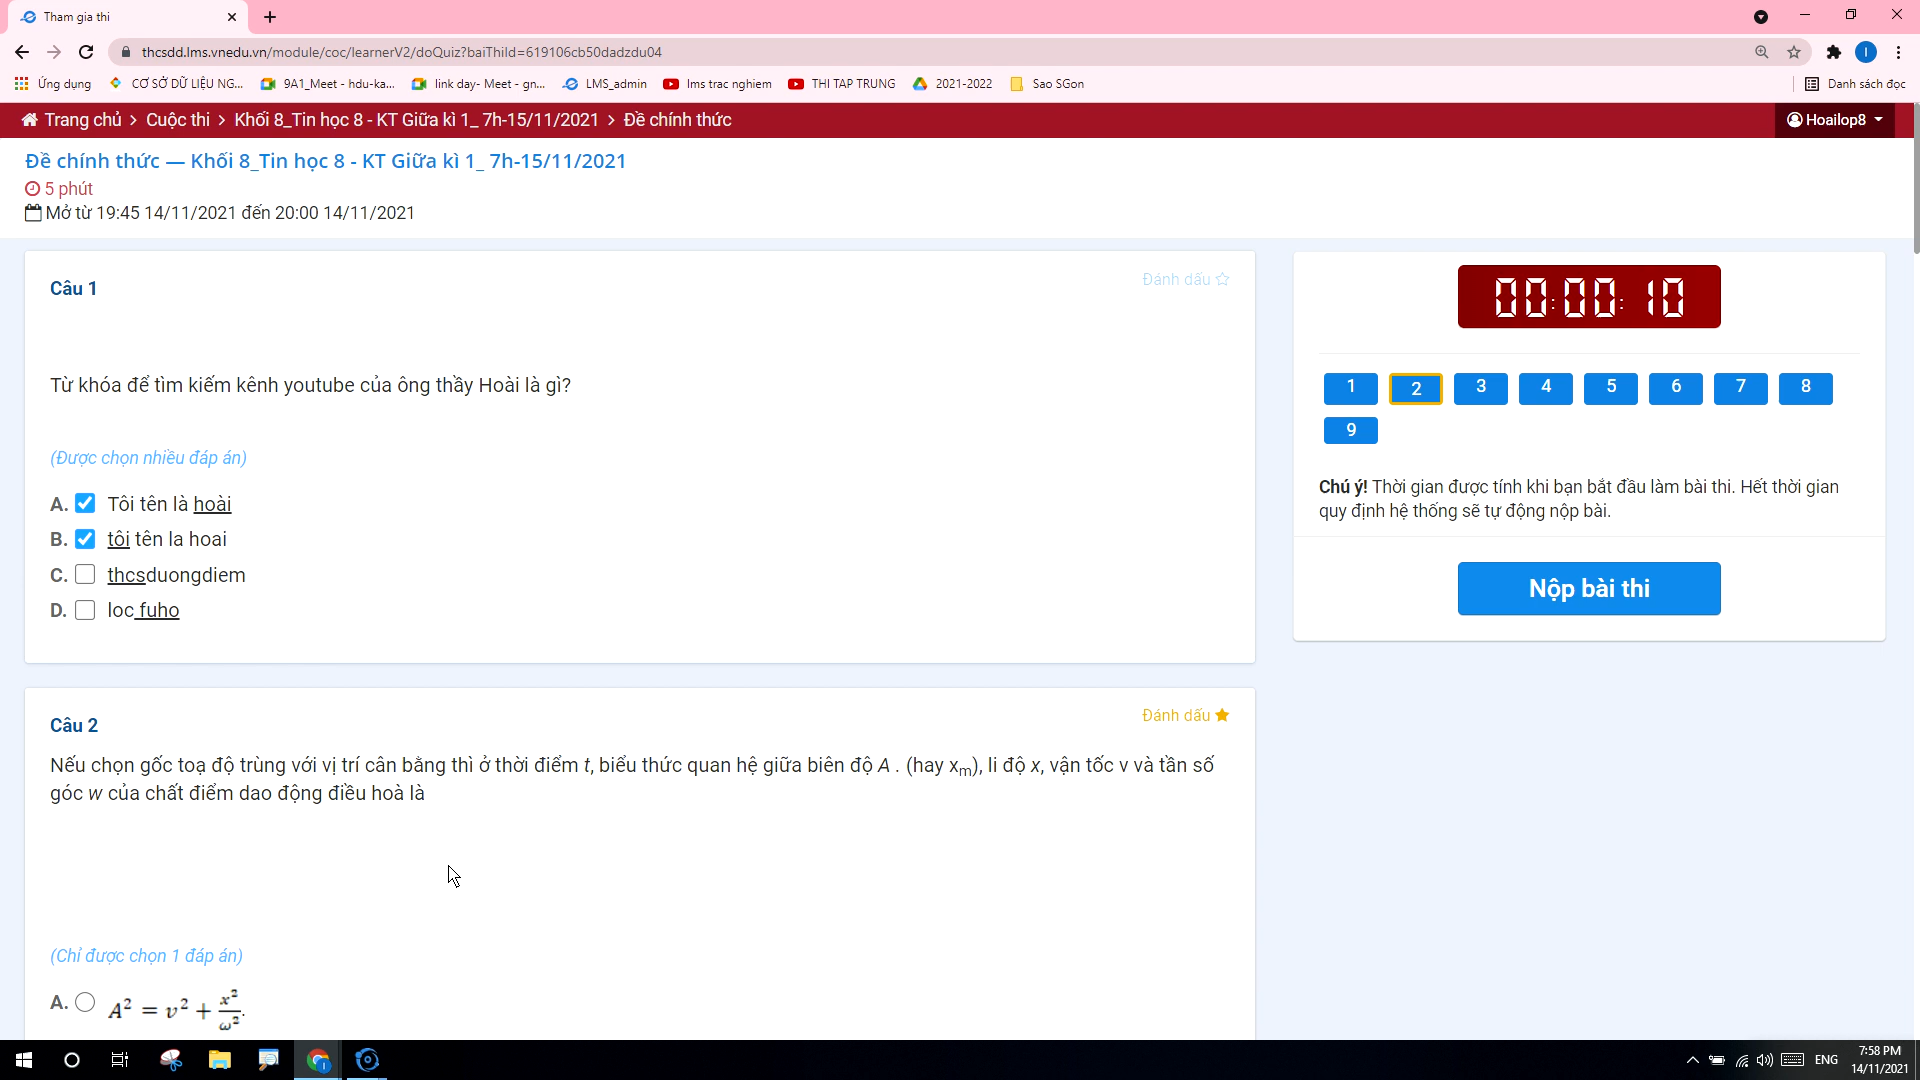 Tham gia thi
thcsdd.lms.vnedu.vn/module/coc/learnerV2/doQuiz?baiThiId=619106cb50dadzdu04
Ứng dụng
CƠ SỞ DỮ LIỆU NG...
9A1_Meet - hdu-ka...
link day- Meet - gn...
LMS_admin
lms trac nghiem
THI TAP TRUNG
2021-2022
Sao SGon
Danh sách đọc
Trang chủ > Cuộc thi > Khối 8_Tin học 8 - KT Giữa kì 1_ 7h-15/11/2021 > Đề chính thức
Hoailop8
Đề chính thức — Khối 8_Tin học 8 - KT Giữa kì 1_ 7h-15/11/2021
5 phút
Mở từ 19:45 14/11/2021 đến 20:00 14/11/2021
Câu 1
Đánh dấu
Từ khóa để tìm kiếm kênh youtube của ông thầy Hoài là gì?
(Được chọn nhiều đáp án)
A. Tôi tên là hoài
B. tôi tên la hoai
C. thcsduongdiem
D. loc fuho
Câu 2
Đánh dấu
Nếu chọn gốc toạ độ trùng với vị trí cân bằng thì ở thời điểm t, biểu thức quan hệ giữa biên độ A . (hay xm), li độ x, vận tốc v và tần số
góc w của chất điểm dao động điều hoà là
(Chỉ được chọn 1 đáp án)
A. A² = v² + x²/ω².
00:00:10
1 2 3 4 5 6 7 8
9
Chú ý! Thời gian được tính khi bạn bắt đầu làm bài thi. Hết thời gian
quy định hệ thống sẽ tự động nộp bài.
Nộp bài thi
ENG
7:58 PM
14/11/2021